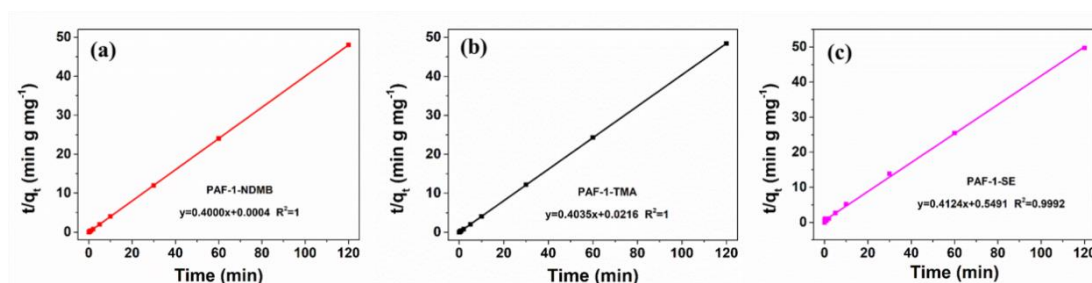 (a)
t/qt (min g mg-1)
50
40
30
20
10
0
PAF-1-NDMB
y=0.4000x+0.0004 R2=1
0 20 40 60 80 100 120
Time (min)
(b)
t/qt (min g mg-1)
50
40
30
20
10
0
PAF-1-TMA
y=0.4035x+0.0216 R2=1
0 20 40 60 80 100 120
Time (min)
(c)
t/qt (min g mg-1)
50
40
30
20
10
0
PAF-1-SE
y=0.4124x+0.5491 R2=0.9992
0 20 40 60 80 100 120
Time (min)